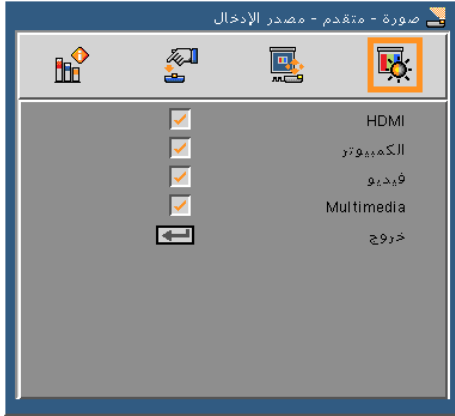 صورة - متقدم - مصدر الإدخال
HDMI
الكمبيوتر
فيديو
Multimedia
خروج